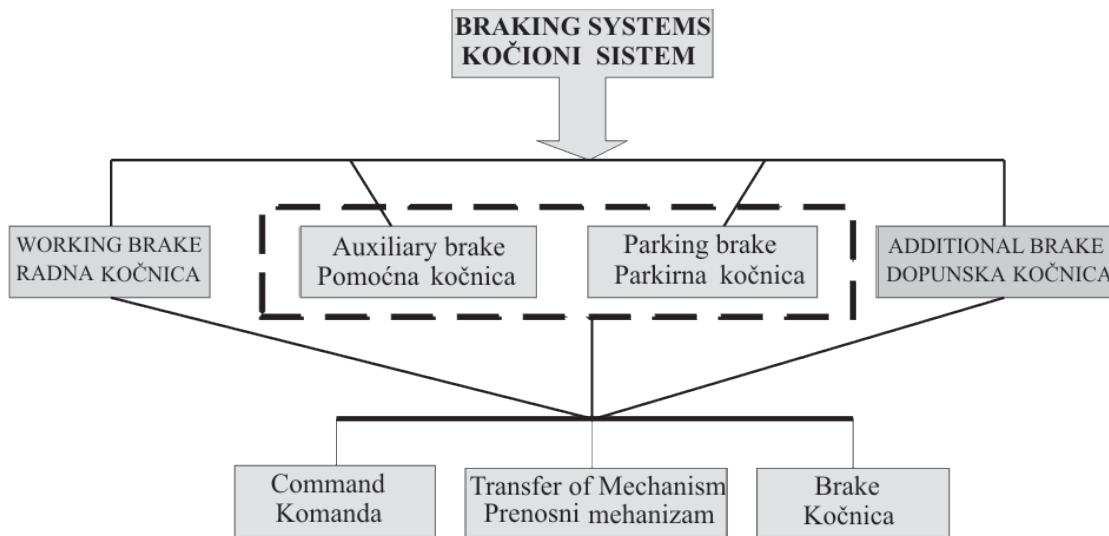 BRAKING SYSTEMS
KOČIONI SISTEM
WORKING BRAKE
RADNA KOČNICA
Auxiliary brake
Pomoćna kočnica
Parking brake
Parkirna kočnica
ADDITIONAL BRAKE
DOPUNSKA KOČNICA
Command
Komanda
Transfer of Mechanism
Prenosni mehanizam
Brake
Kočnica